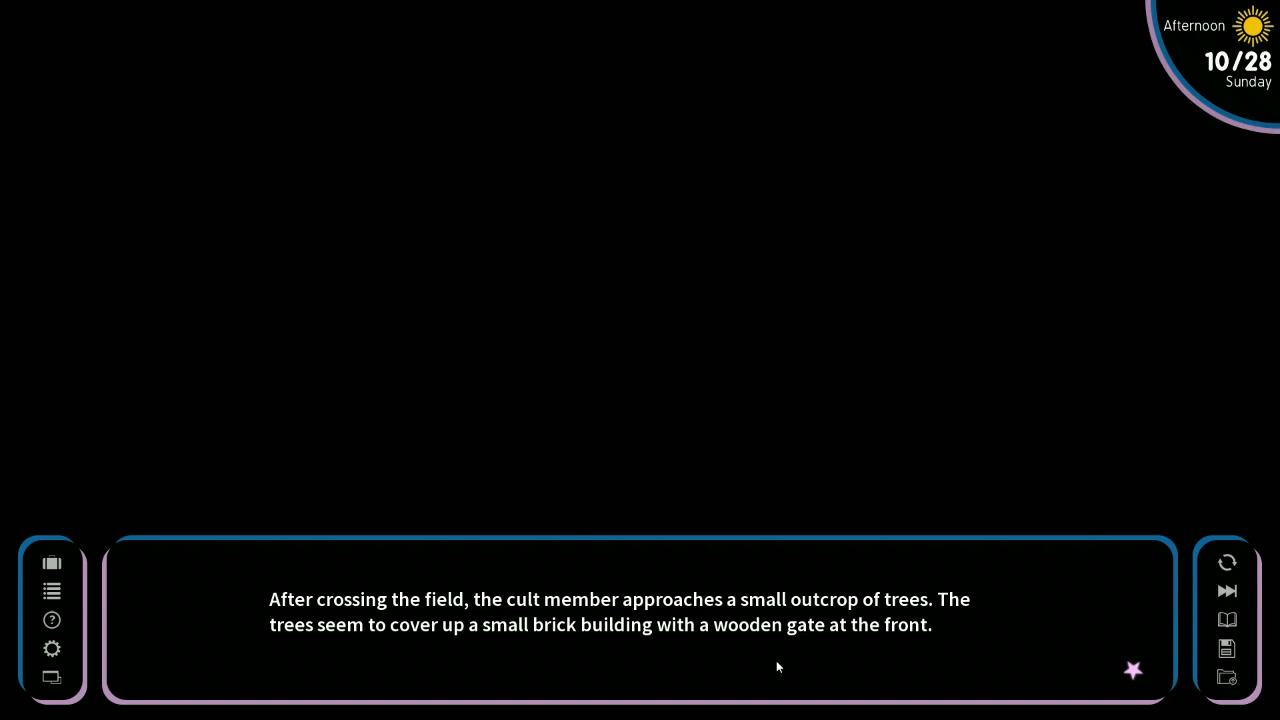 Afternoon
10/28
Sunday
After crossing the field, the cult member approaches a small outcrop of trees. The
trees seem to cover up a small brick building with a wooden gate at the front.